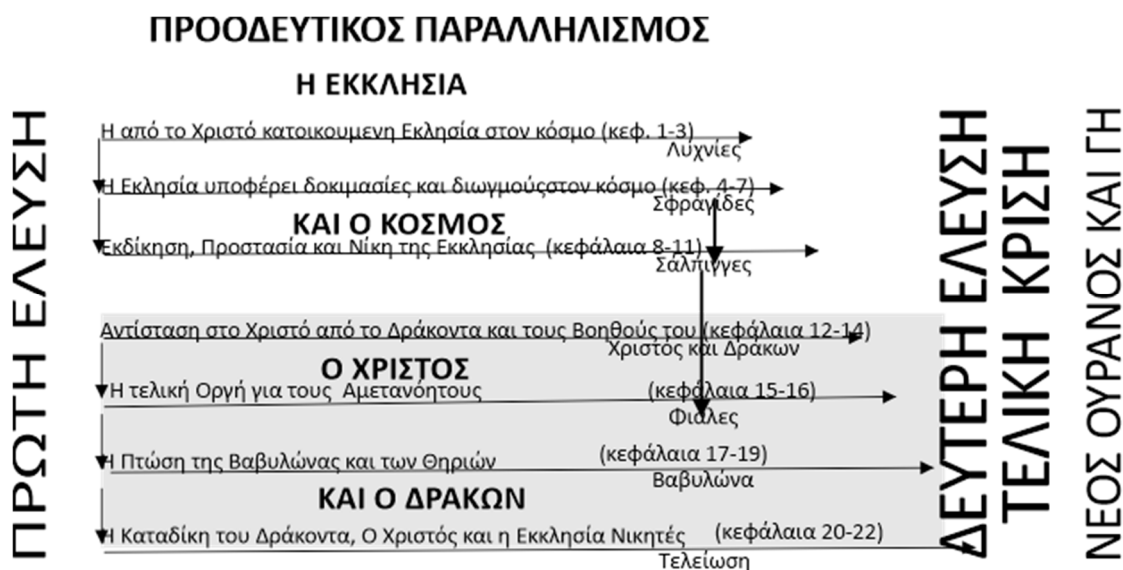 ΠΡΟΟΔΕΥΤΙΚΟΣ ΠΑΡΑΛΛΗΛΙΣΜΟΣ
Η ΕΚΚΛΗΣΙΑ
Η από το Χριστό κατοικουμενη Εκλησία στον κόσμο (κεφ. 1-3)
Λυχνίες
Η Εκλησία υποφέρει δοκιμασίες και διωγμούςστον κόσμο (κεφ. 4-7)
Σφραγίδες
ΚΑΙ Ο ΚΟΣΜΟΣ
Εκδίκηση, Προστασία και Νίκη της Εκκλησίας (κεφάλαια 8-11)
Σάλπιγγες
Αντίσταση στο Χριστό από το Δράκοντα και τους Βοηθούς του (κεφάλαια 12-14)
Χριστός και Δράκων
Ο ΧΡΙΣΤΟΣ
Η τελική Οργή για τους Αμετανόητους (κεφάλαια 15-16)
Φιάλες
Η Πτώση της Βαβυλώνας και των Θηριών (κεφάλαια 17-19)
Βαβυλώνα
ΚΑΙ Ο ΔΡΑΚΩΝ
Η Καταδίκη του Δράκοντα, Ο Χριστός και η Εκκλησία Νικητές (κεφάλαια 20-22)
Τελείωση
ΠΡΩΤΗ ΕΛΕΥΣΗ
ΔΕΥΤΕΡΗ ΕΛΕΥΣΗ
ΤΕΛΙΚΗ ΚΡΙΣΗ
ΝΕΟΣ ΟΥΡΑΝΟΣ ΚΑΙ ΓΗ